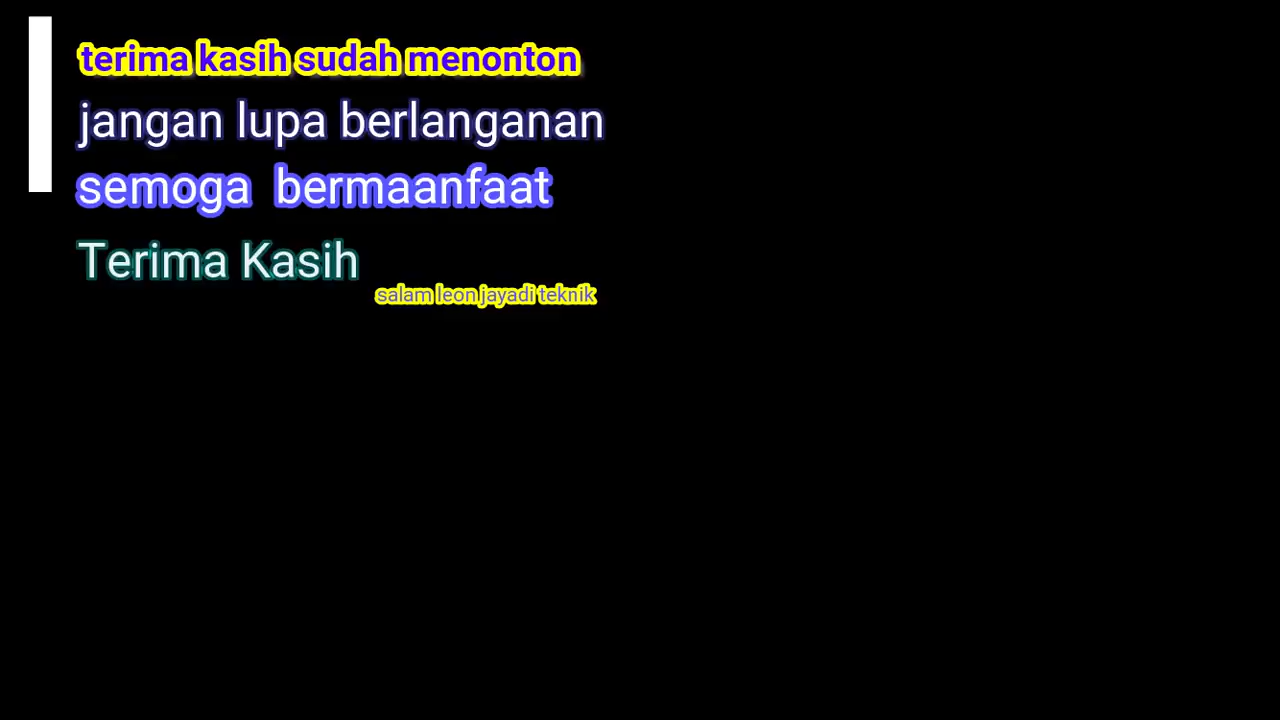 terima kasih sudah menonton
jangan lupa berlanganan
semoga  bermaanfaat
Terima Kasih
salam leon jayadi teknik